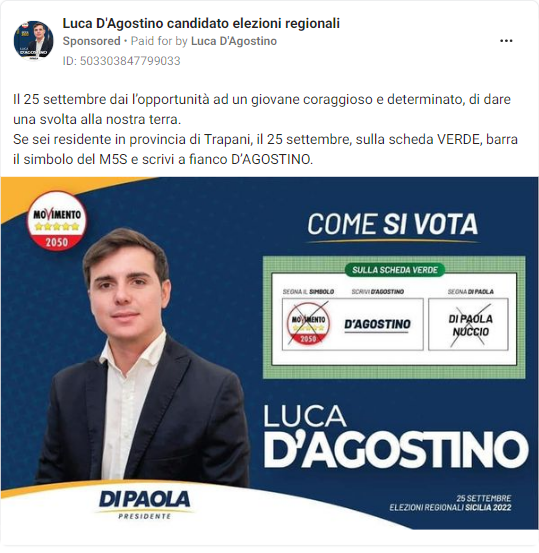 Luca D'Agostino candidato elezioni regionali
Sponsored • Paid for by Luca D'Agostino
ID: 503303847799033
Il 25 settembre dai l'opportunità ad un giovane coraggioso e determinato, di dare
una svolta alla nostra terra.
Se sei residente in provincia di Trapani, il 25 settembre, sulla scheda VERDE, barra
il simbolo del M5S e scrivi a fianco D'AGOSTINO.
MOVIMENTO
2050
COME SI VOTA
SULLA SCHEDA VERDE
SEGNA IL SIMBOLO
SCRIVI D'AGOSTINO
SEGNA DI PAOLA
MOVIMENTO
2050
D'AGOSTINO
DI PAOLA
NUCCIO
LUCA
D'AGOSTINO
DI PAOLA
PRESIDENTE
25 SETTEMBRE
ELEZIONI REGIONALI SICILIA 2022